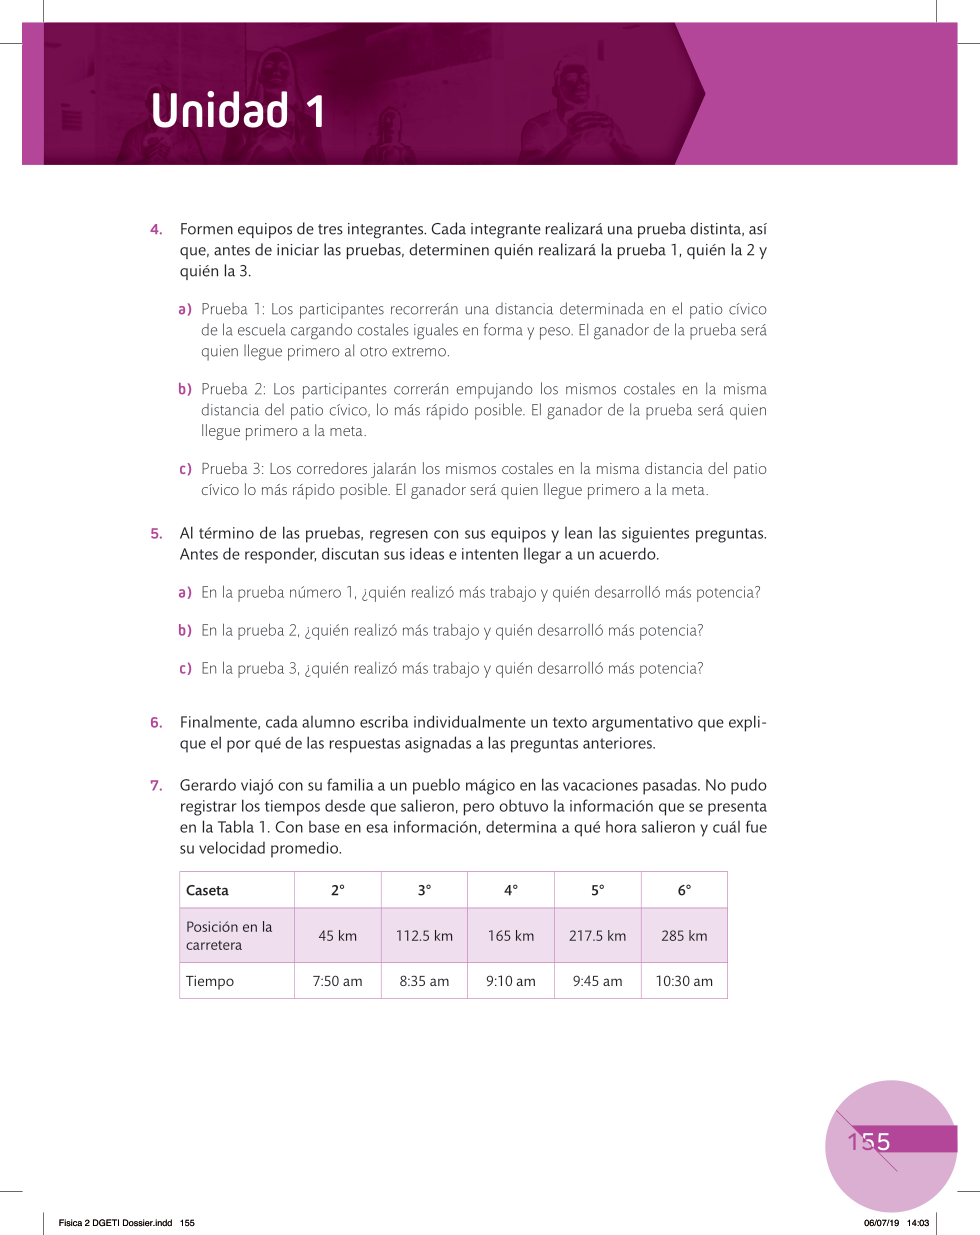 Unidad 1
4. Formen equipos de tres integrantes. Cada integrante realizará una prueba distinta, así
que, antes de iniciar las pruebas, determinen quién realizará la prueba 1, quién la 2 y
quién la 3.
a) Prueba 1: Los participantes recorrerán una distancia determinada en el patio cívico
de la escuela cargando costales iguales en forma y peso. El ganador de la prueba será
quien llegue primero al otro extremo.
b) Prueba 2: Los participantes correrán empujando los mismos costales en la misma
distancia del patio cívico, lo más rápido posible. El ganador de la prueba será quien
llegue primero a la meta.
c) Prueba 3: Los corredores jalarán los mismos costales en la misma distancia del patio
cívico lo más rápido posible. El ganador será quien llegue primero a la meta.
5. Al término de las pruebas, regresen con sus equipos y lean las siguientes preguntas.
Antes de responder, discutan sus ideas e intenten llegar a un acuerdo.
a) En la prueba número 1, ¿quién realizó más trabajo y quién desarrolló más potencia?
b) En la prueba 2, ¿quién realizó más trabajo y quién desarrolló más potencia?
c) En la prueba 3, ¿quién realizó más trabajo y quién desarrolló más potencia?
6. Finalmente, cada alumno escriba individualmente un texto argumentativo que expli-
que el por qué de las respuestas asignadas a las preguntas anteriores.
7. Gerardo viajó con su familia a un pueblo mágico en las vacaciones pasadas. No pudo
registrar los tiempos desde que salieron, pero obtuvo la información que se presenta
en la Tabla 1. Con base en esa información, determina a qué hora salieron y cuál fue
su velocidad promedio.
Caseta 2° 3° 4° 5° 6°
Posición en la
carretera 45 km 112.5 km 165 km 217.5 km 285 km
Tiempo 7:50 am 8:35 am 9:10 am 9:45 am 10:30 am
155
Fisica 2 DGETI Dossier.indd 155 06/07/19 14:03